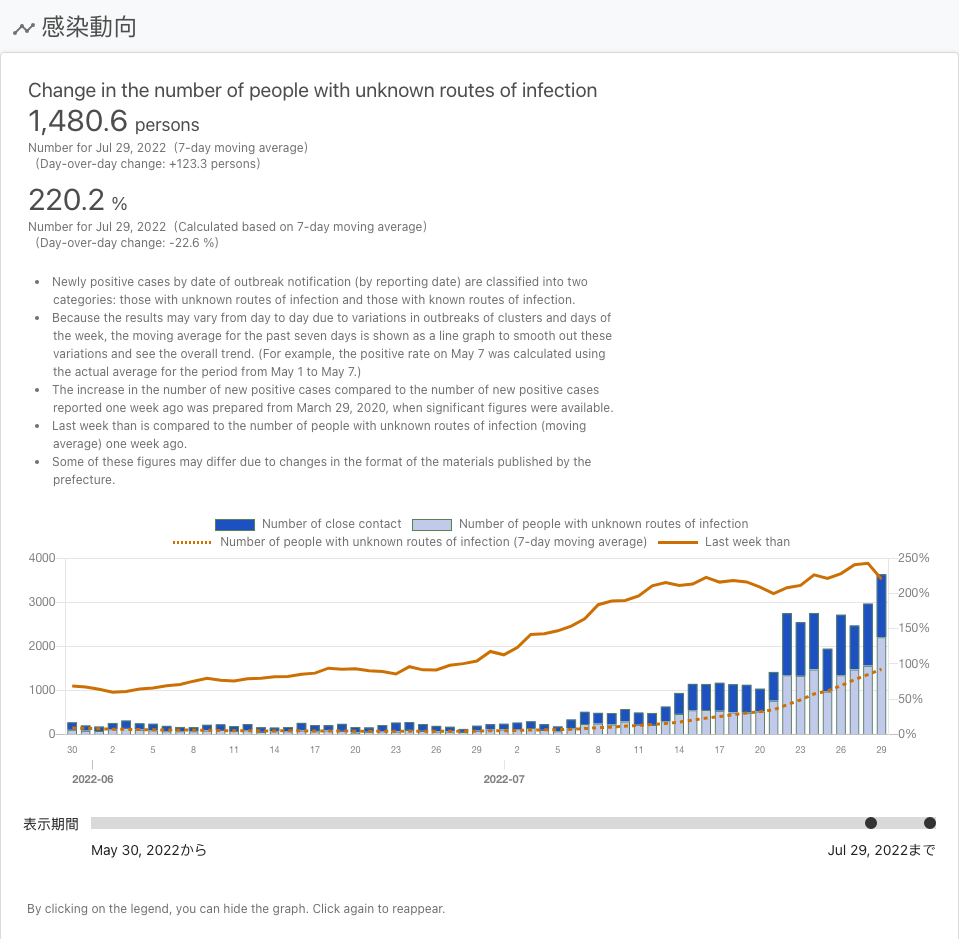 感染動向
Change in the number of people with unknown routes of infection
1,480.6 persons
Number for Jul 29, 2022 (7-day moving average)
(Day-over-day change: +123.3 persons)
220.2 %
Number for Jul 29, 2022 (Calculated based on 7-day moving average)
(Day-over-day change: -22.6 %)
• Newly positive cases by date of outbreak notification (by reporting date) are classified into two
categories: those with unknown routes of infection and those with known routes of infection.
• Because the results may vary from day to day due to variations in outbreaks of clusters and days of
the week, the moving average for the past seven days is shown as a line graph to smooth out these
variations and see the overall trend. (For example, the positive rate on May 7 was calculated using
the actual average for the period from May 1 to May 7.)
• The increase in the number of new positive cases compared to the number of new positive cases
reported one week ago was prepared from March 29, 2020, when significant figures were available.
• Last week than is compared to the number of people with unknown routes of infection (moving
average) one week ago.
• Some of these figures may differ due to changes in the format of the materials published by the
prefecture.
Number of close contact Number of people with unknown routes of infection
Number of people with unknown routes of infection (7-day moving average) Last week than
4000 250%
200%
3000
150%
2000
100%
1000
50%
0 0%
30 2 5 8 11 14 17 20 23 26 29 2 5 8 11 14 17 20 23 26 29
2022-06 2022-07
表示期間
May 30, 2022から Jul 29, 2022まで
By clicking on the legend, you can hide the graph. Click again to reappear.